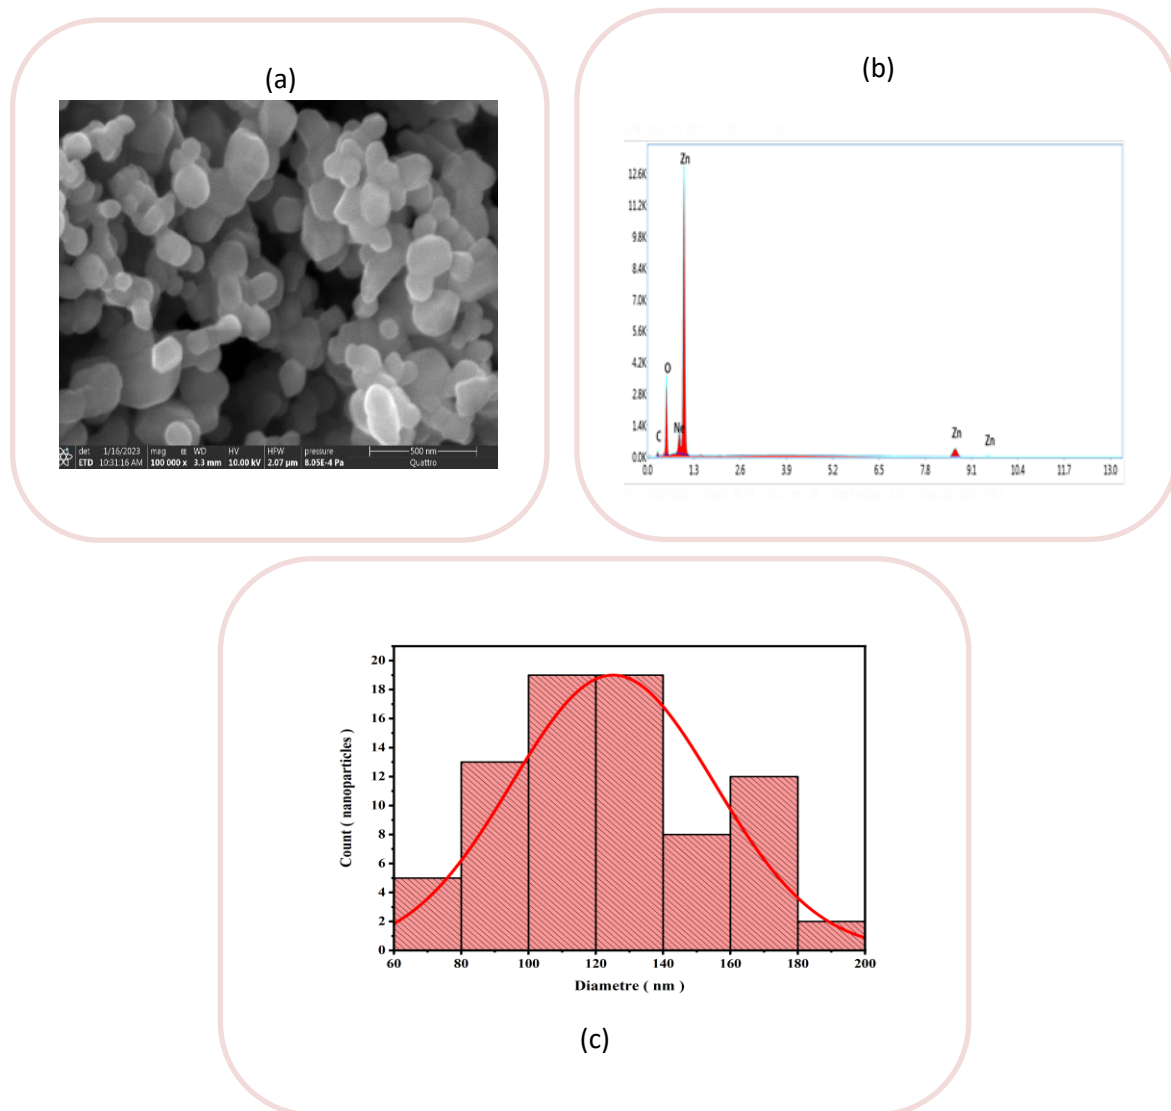 (a)
det 1/16/2023 mag WD HV HFW pressure 500 nm
ETD 10:31:16 AM 100 000 x 3.3 mm 10.00 kV 2.07 µm 8.05E-4 Pa Quattro
(b)
Zn
12.6K
11.2K
9.8K
8.4K
7.0K
5.6K
4.2K
O
2.8K
1.4K
C
Zn
Zn
0.0K
0.0 1.3 2.6 3.9 5.2 6.5 7.8 9.1 10.4 11.7 13.0
20
18
16
14
12
10
8
6
4
2
0
Count ( nanoparticles )
60 80 100 120 140 160 180 200
Diametre ( nm )
(c)